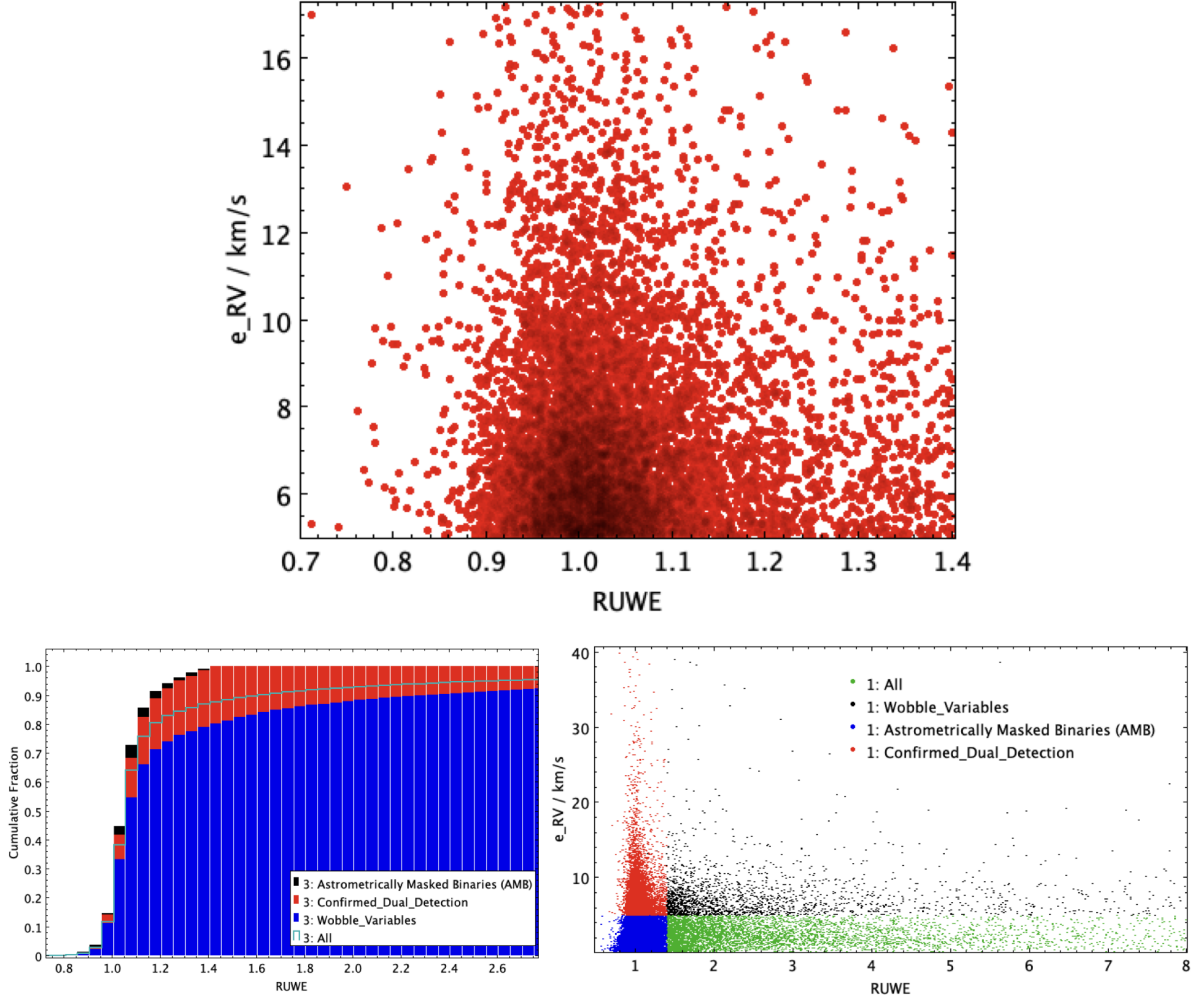 16
14
12
10
8
6
e_RV / km/s
0.7 0.8 0.9 1.0 1.1 1.2 1.3 1.4
RUWE
1.0
0.9
0.8
0.7
0.6
0.5
0.4
0.3
0.2
0.1
0
Cumulative Fraction
3: Astrometrically Masked Binaries (AMB)
3: Confirmed_Dual_Detection
3: Wobble_Variables
3: All
0.8 1.0 1.2 1.4 1.6 1.8 2.0 2.2 2.4 2.6
RUWE
40
30
20
10
e_RV / km/s
1: All
1: Wobble_Variables
1: Astrometrically Masked Binaries (AMB)
1: Confirmed_Dual_Detection
1 2 3 4 5 6 7 8
RUWE